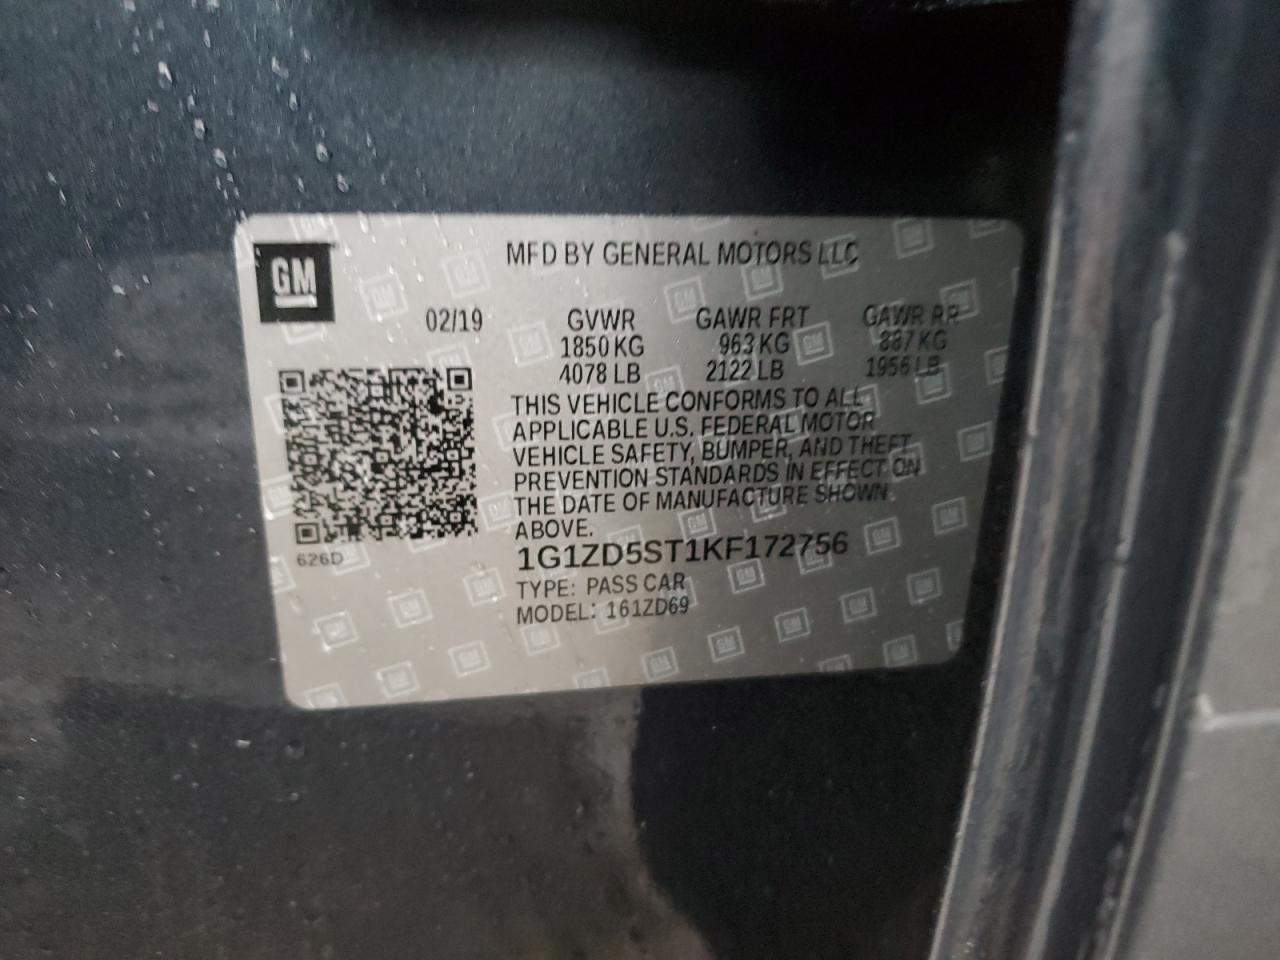 GM
MFD BY GENERAL MOTORS LLC
02/19 GVWR GAWR FRT GAWR RR
1850 KG 963 KG 887 KG
4078 LB 2122 LB 1956 LB
THIS VEHICLE CONFORMS TO ALL
APPLICABLE U.S. FEDERAL MOTOR
VEHICLE SAFETY, BUMPER, AND THEFT
PREVENTION STANDARDS IN EFFECT ON
THE DATE OF MANUFACTURE SHOWN
ABOVE.
626D
1G1ZD5ST1KF172756
TYPE: PASS CAR
MODEL: 161ZD69